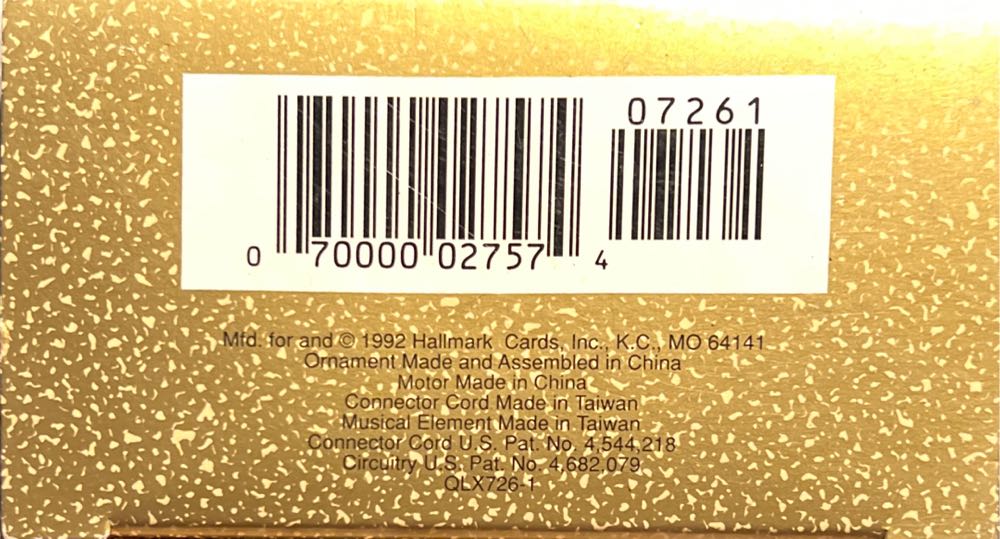 07261
0 70000 02757 4
Mfd. for and © 1992 Hallmark Cards, Inc., K.C., MO 64141
Ornament Made and Assembled in China
Motor Made in China
Connector Cord Made in Taiwan
Musical Element Made in Taiwan
Connector Cord U.S. Pat. No. 4,544,218
Circuitry U.S. Pat. No. 4,682,079
QLX726-1